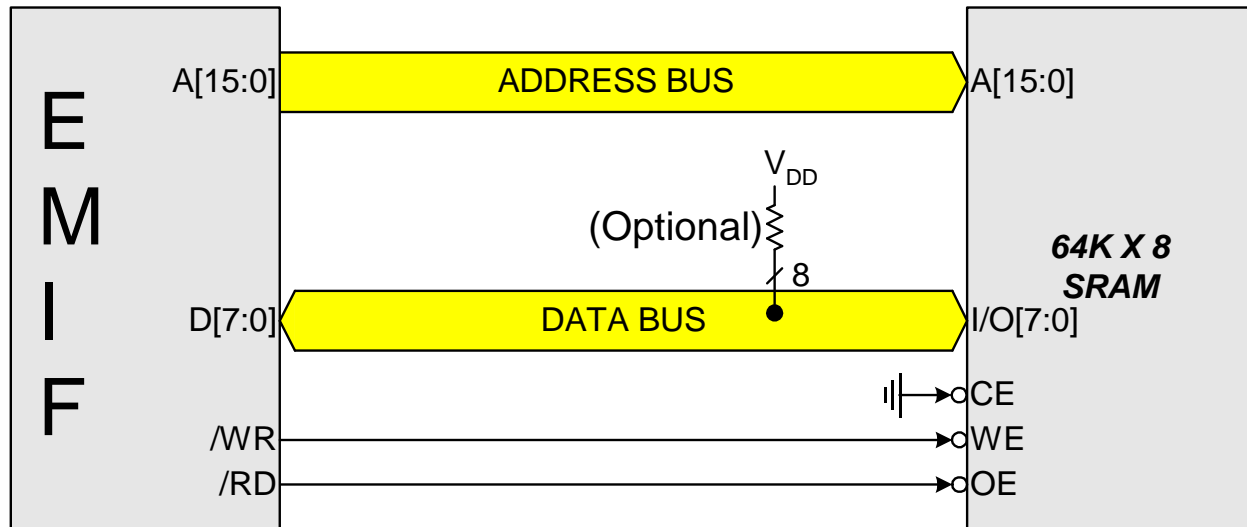 EMIF
A[15:0] ADDRESS BUS A[15:0]
VDD
(Optional)
8
64K X 8
SRAM
D[7:0] DATA BUS I/O[7:0]
CE
/WR WE
/RD OE